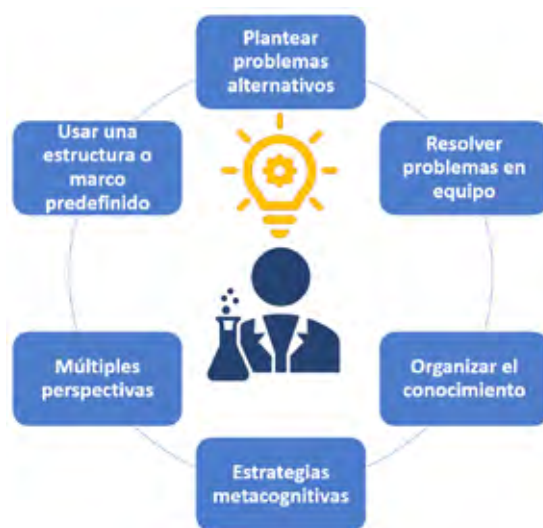 Plantear
problemas
alternativos
Resolver
problemas en
equipo
Organizar el
conocimiento
Estrategias
metacognitivas
Múltiples
perspectivas
Usar una
estructura o
marco
predefinido